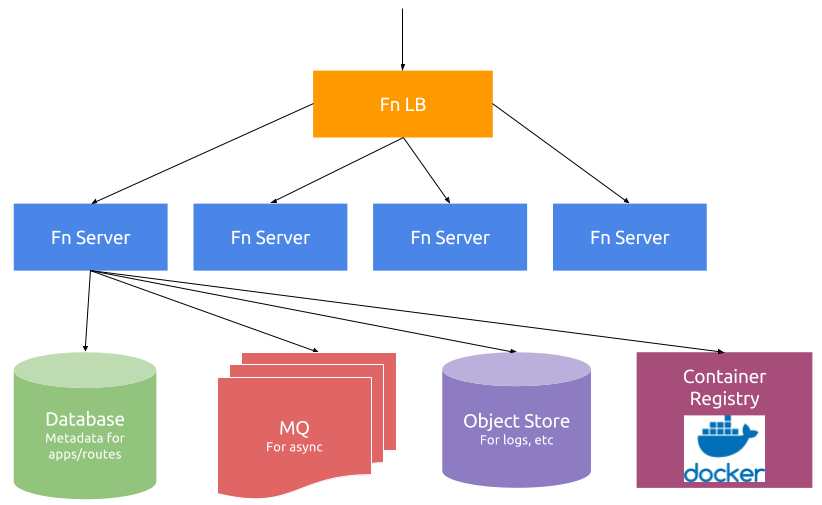 Fn LB
Fn Server
Fn Server
Fn Server
Fn Server
Database
Metadata for
apps/routes
MQ
For async
Object Store
For logs, etc
Container
Registry
docker